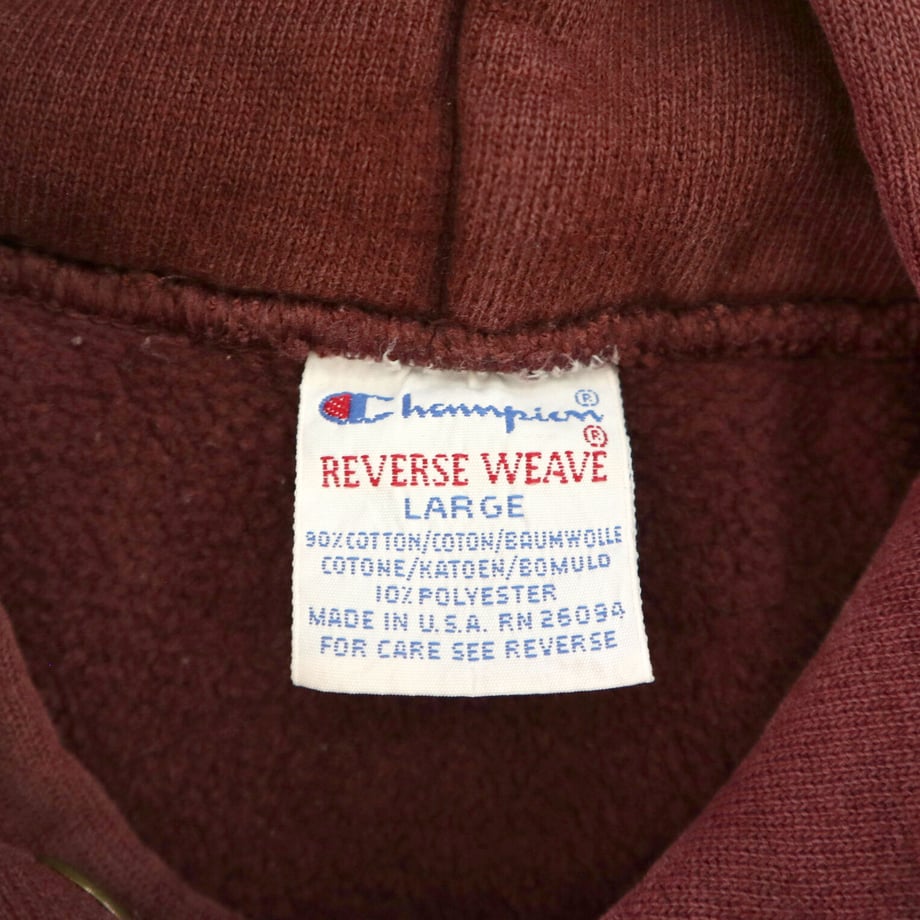 Champion®
®
REVERSE WEAVE
LARGE
90% COTTON/COTON/BAUMWOLLE
COTONE/KATOEN/BOMULD
10% POLYESTER
MADE IN U.S.A. RN 26094
FOR CARE SEE REVERSE